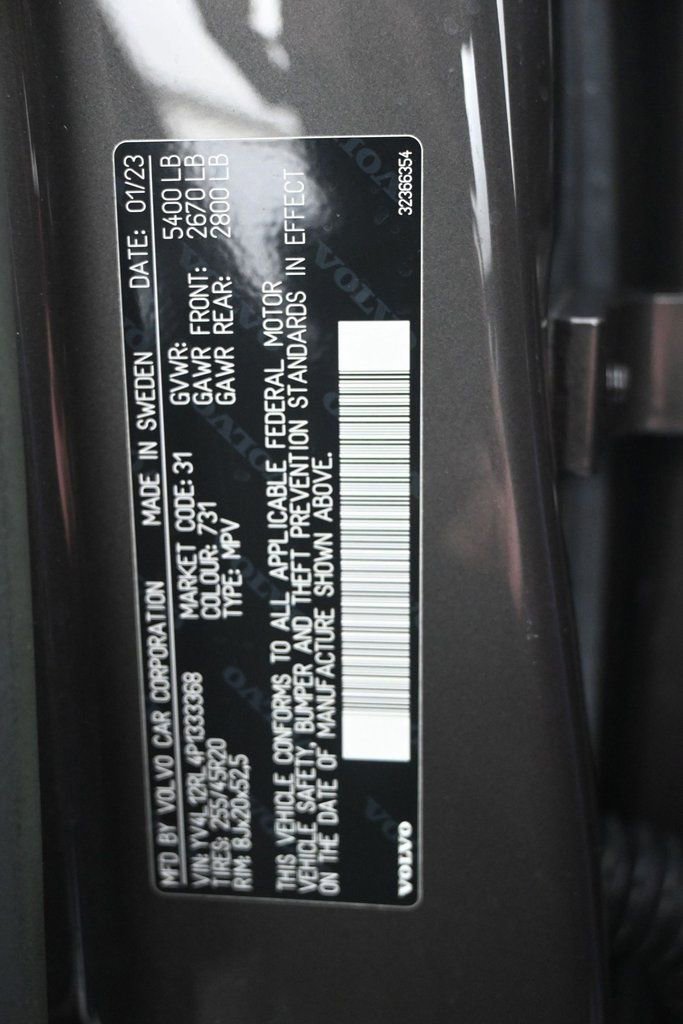 MFD BY VOLVO CAR CORPORATION MADE IN SWEDEN DATE: 01/23
VIN: YV4L12RL4P1333368 MARKET CODE: 31 GVWR: 5400 LB
TIRES: 255/45R20 COLOUR: 731 GAWR FRONT: 2670 LB
RIM: 8Jx20x52,5 TYPE: MPV GAWR REAR: 2800 LB
THIS VEHICLE CONFORMS TO ALL APPLICABLE FEDERAL MOTOR
VEHICLE SAFETY, BUMPER AND THEFT PREVENTION STANDARDS IN EFFECT
ON THE DATE OF MANUFACTURE SHOWN ABOVE.
VOLVO 32366354